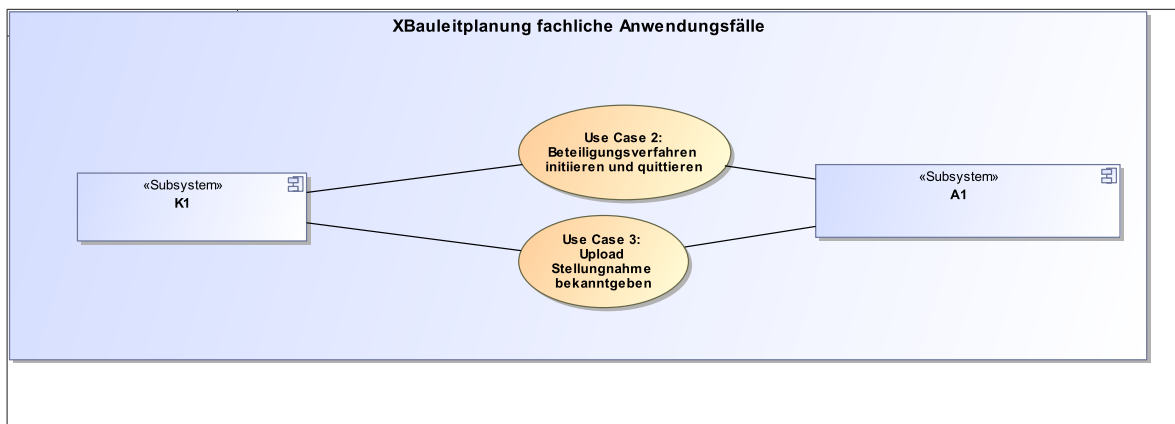 XBauleitplanung fachliche Anwendungsfälle
Use Case 2:
Beteiligungsverfahren
initiieren und quittieren
«Subsystem»
K1
«Subsystem»
A1
Use Case 3:
Upload
Stellungnahme
bekanntgeben